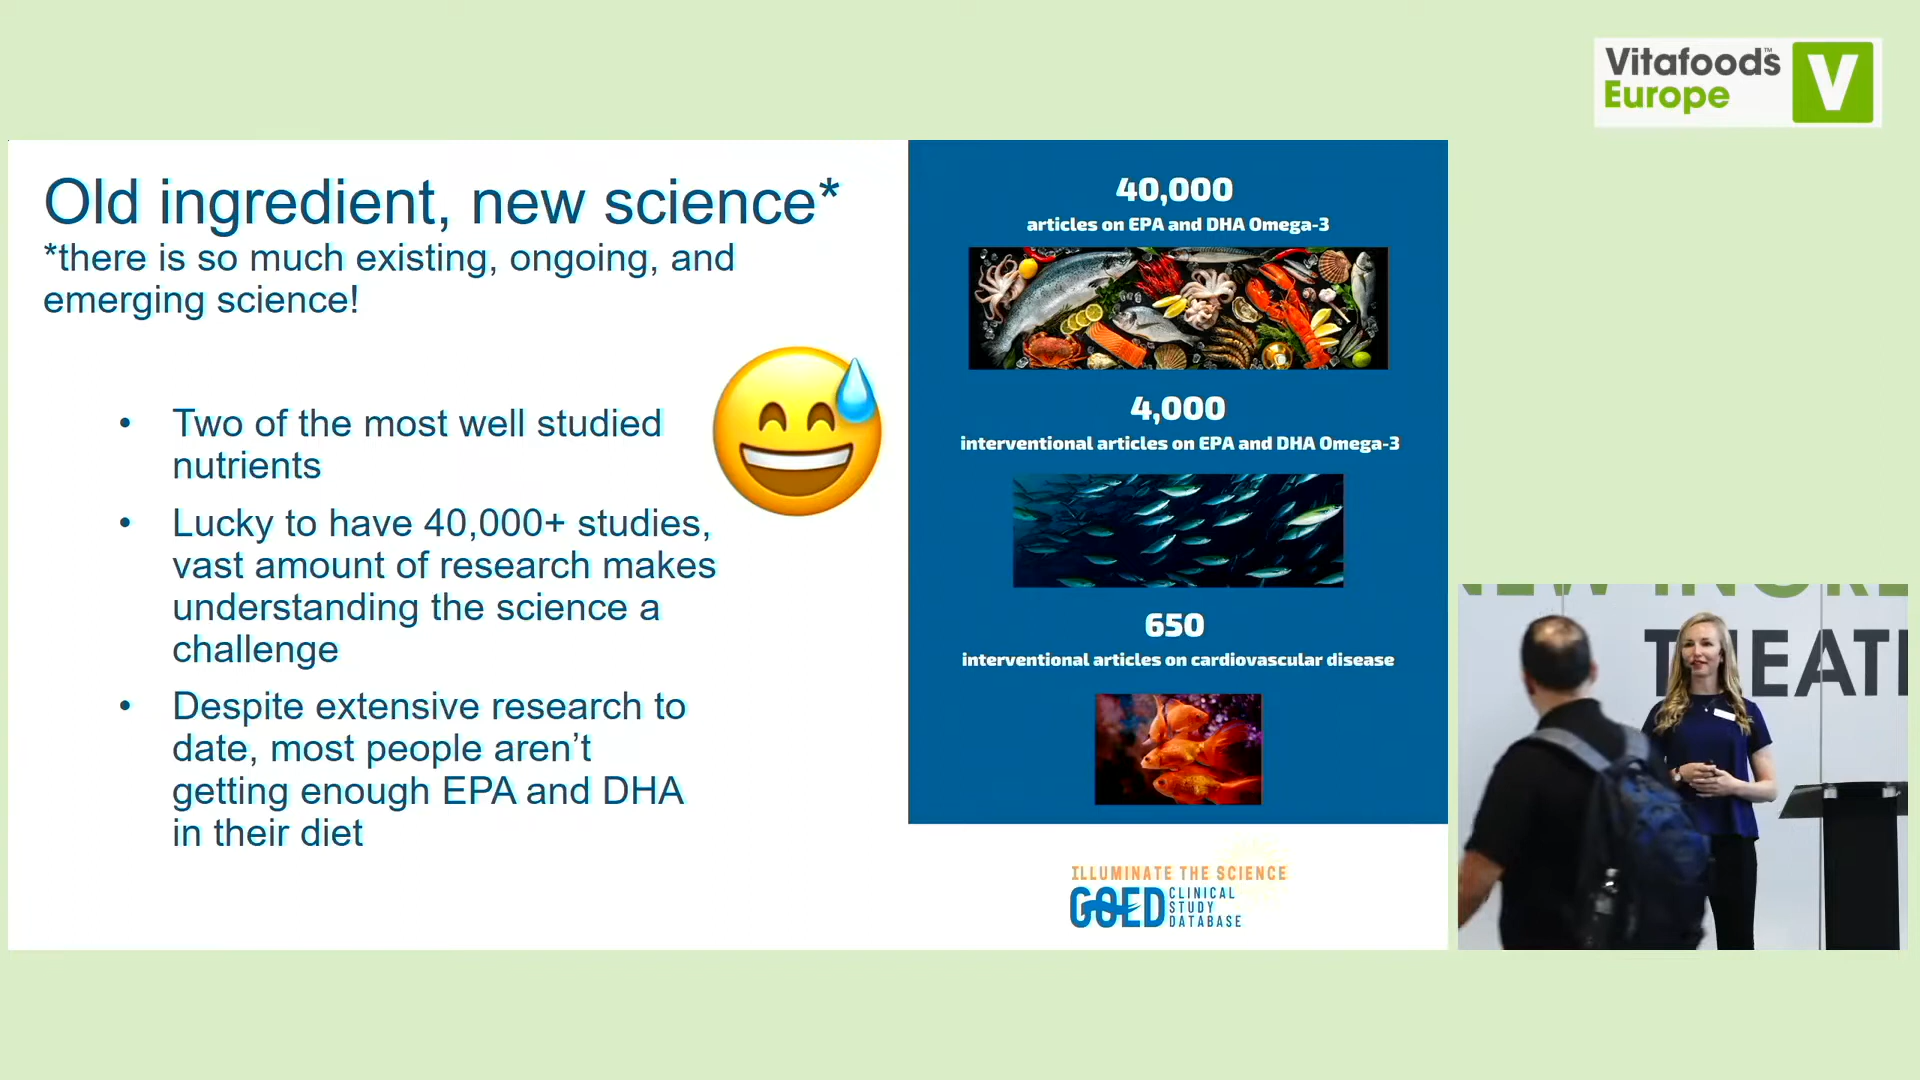 Vitafoods™
Europe
V
Old ingredient, new science*
*there is so much existing, ongoing, and
emerging science!
• Two of the most well studied
nutrients
• Lucky to have 40,000+ studies,
vast amount of research makes
understanding the science a
challenge
• Despite extensive research to
date, most people aren’t
getting enough EPA and DHA
in their diet
40,000
articles on EPA and DHA Omega-3
4,000
interventional articles on EPA and DHA Omega-3
650
interventional articles on cardiovascular disease
ILLUMINATE THE SCIENCE
GOED
CLINICAL
STUDY
DATABASE
NEW INGRE
THEAT